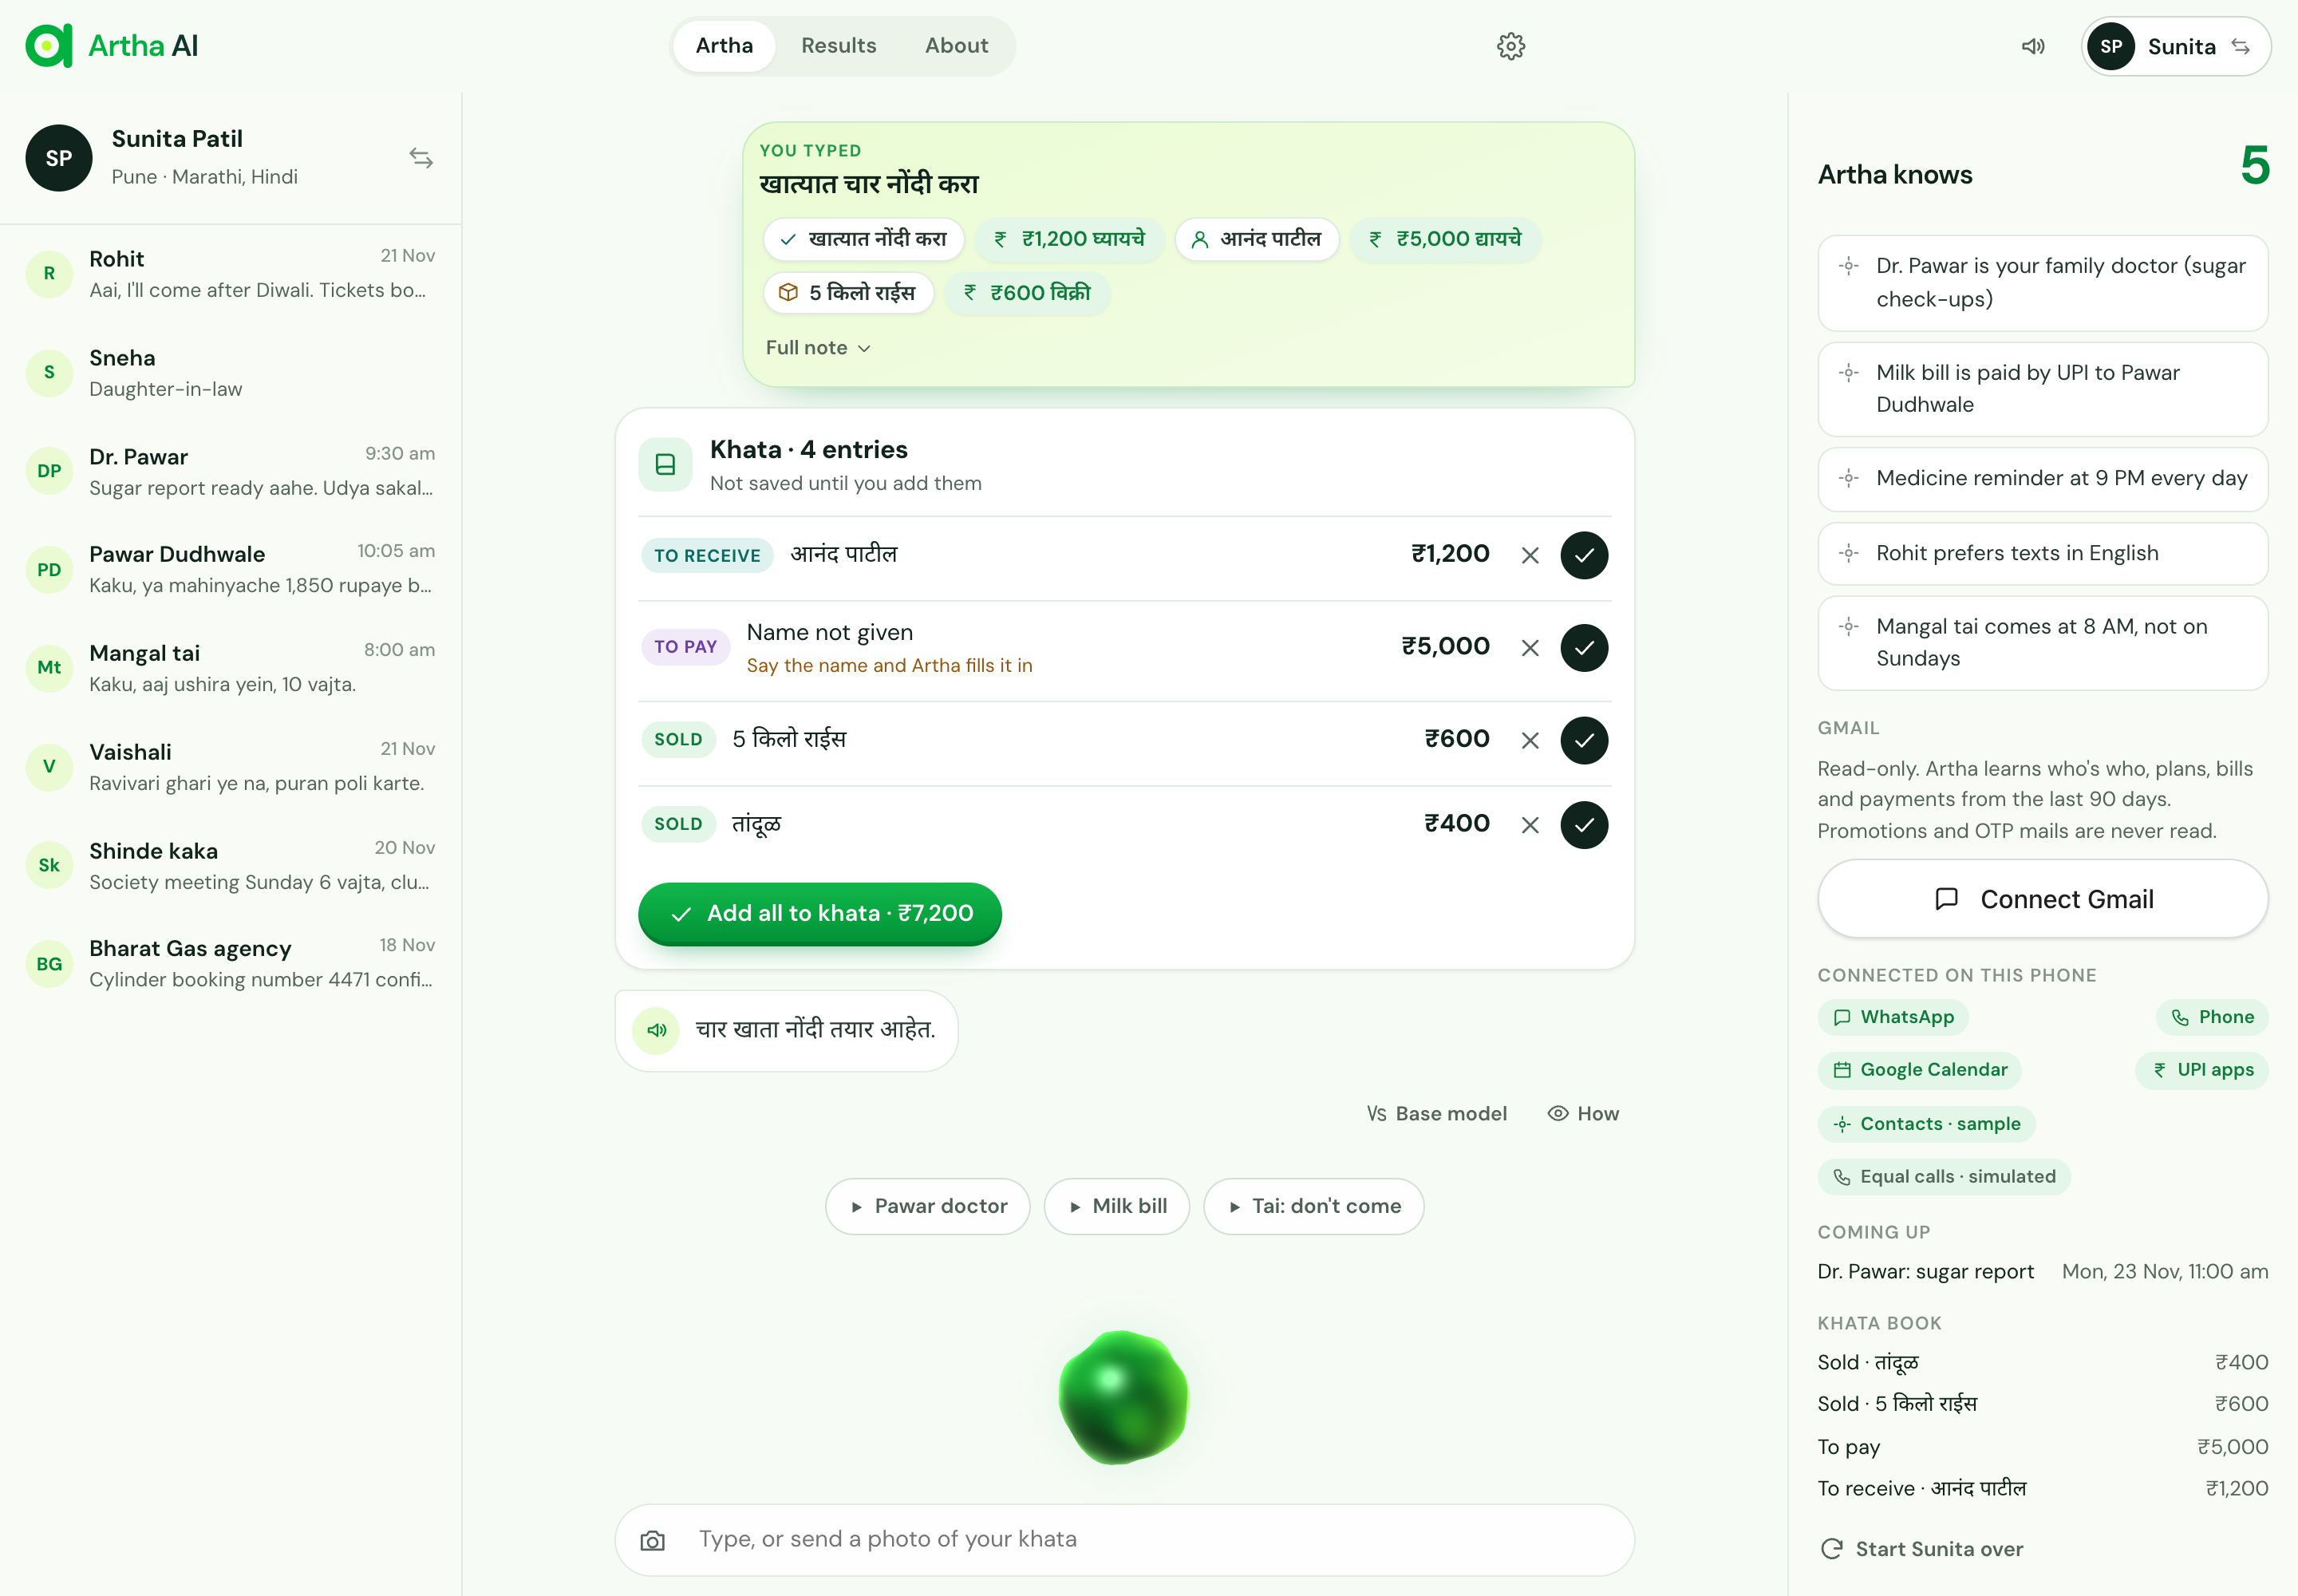 Artha AI
Artha
Results
About
SP
Sunita
SP
Sunita Patil
Pune · Marathi, Hindi
R
Rohit
21 Nov
Aai, I'll come after Diwali. Tickets bo...
S
Sneha
Daughter-in-law
DP
Dr. Pawar
9:30 am
Sugar report ready aahe. Udya sakal...
PD
Pawar Dudhwale
10:05 am
Kaku, ya mahinyache 1,850 rupaye b...
Mt
Mangal tai
8:00 am
Kaku, aaj ushira yein, 10 vajta.
V
Vaishali
21 Nov
Ravivari ghari ye na, puran poli karte.
Sk
Shinde kaka
20 Nov
Society meeting Sunday 6 vajta, clu...
BG
Bharat Gas agency
18 Nov
Cylinder booking number 4471 confi...
YOU TYPED
खात्यात चार नोंदी करा
खात्यात नोंदी करा
₹ ₹1,200 घ्यायचे
आनंद पाटील
₹ ₹5,000 द्यायचे
5 किलो राईस
₹ ₹600 विक्री
Full note
Khata · 4 entries
Not saved until you add them
TO RECEIVE आनंद पाटील ₹1,200
TO PAY Name not given ₹5,000
Say the name and Artha fills it in
SOLD 5 किलो राईस ₹600
SOLD तांदूळ ₹400
Add all to khata · ₹7,200
चार खाता नोंदी तयार आहेत.
Vs Base model
How
Pawar doctor
Milk bill
Tai: don't come
Type, or send a photo of your khata
Artha knows
5
Dr. Pawar is your family doctor (sugar
check-ups)
Milk bill is paid by UPI to Pawar
Dudhwale
Medicine reminder at 9 PM every day
Rohit prefers texts in English
Mangal tai comes at 8 AM, not on
Sundays
GMAIL
Read-only. Artha learns who's who, plans, bills
and payments from the last 90 days.
Promotions and OTP mails are never read.
Connect Gmail
CONNECTED ON THIS PHONE
WhatsApp
Phone
Google Calendar
₹ UPI apps
Contacts · sample
Equal calls · simulated
COMING UP
Dr. Pawar: sugar report Mon, 23 Nov, 11:00 am
KHATA BOOK
Sold · तांदूळ ₹400
Sold · 5 किलो राईस ₹600
To pay ₹5,000
To receive · आनंद पाटील ₹1,200
Start Sunita over